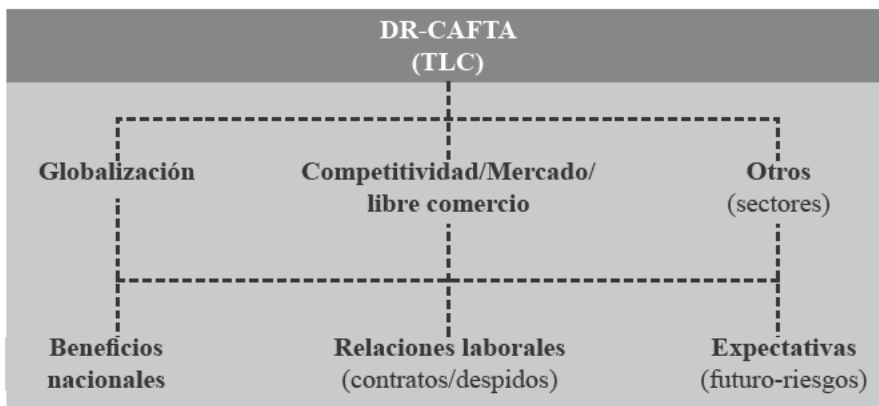 DR-CAFTA
(TLC)
Globalización
Competitividad/Mercado/
libre comercio
Otros
(sectores)
Beneficios
nacionales
Relaciones laborales
(contratos/despidos)
Expectativas
(futuro-riesgos)